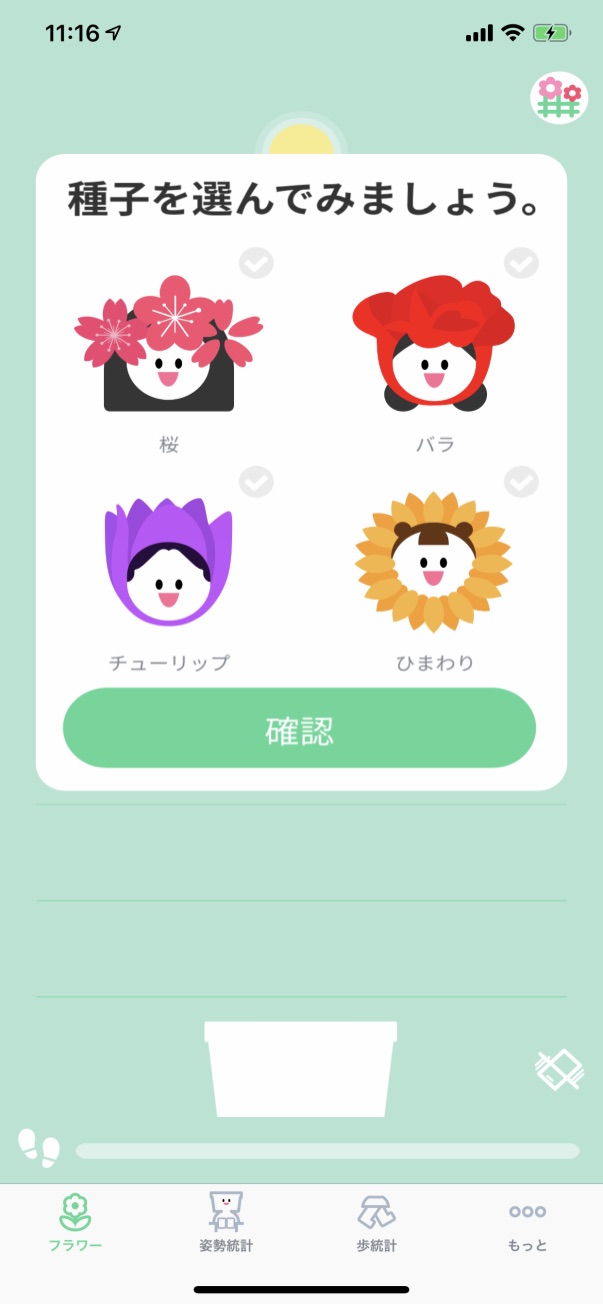 11:16
種子を選んでみましょう。
桜
バラ
チューリップ
ひまわり
確認
フラワー
姿勢統計
歩統計
もっと